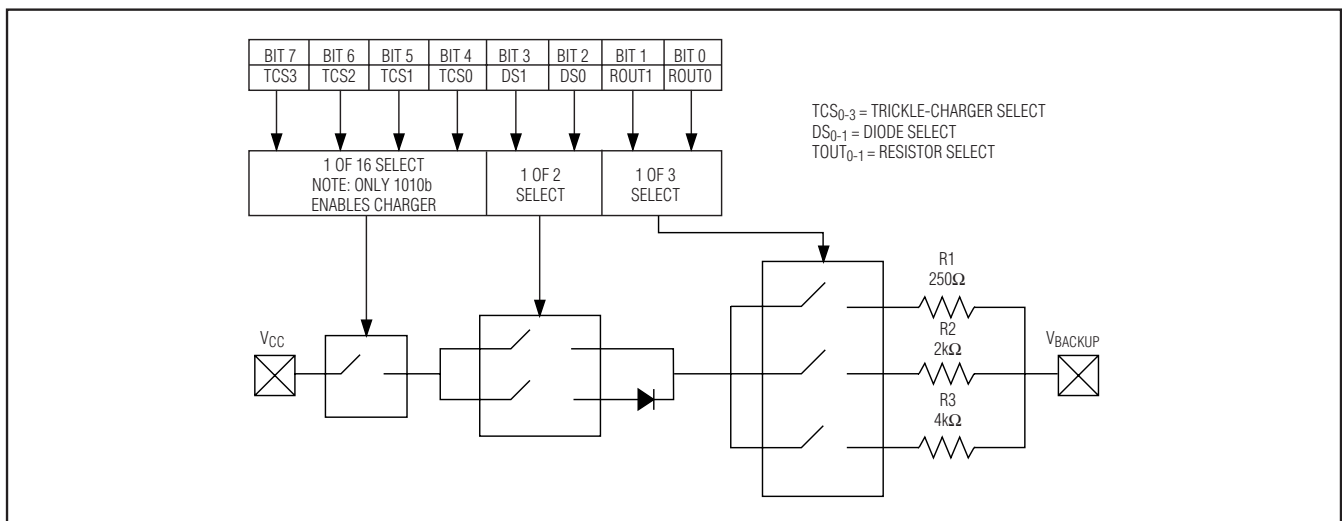 BIT 7 BIT 6 BIT 5 BIT 4 BIT 3 BIT 2 BIT 1 BIT 0
TCS3 TCS2 TCS1 TCS0 DS1 DS0 ROUT1 ROUT0
TCS0-3 = TRICKLE-CHARGER SELECT
DS0-1 = DIODE SELECT
TOUT0-1 = RESISTOR SELECT
1 OF 16 SELECT
NOTE: ONLY 1010b
ENABLES CHARGER
1 OF 2
SELECT
1 OF 3
SELECT
VCC
R1
250Ω
R2
2kΩ
R3
4kΩ
VBACKUP